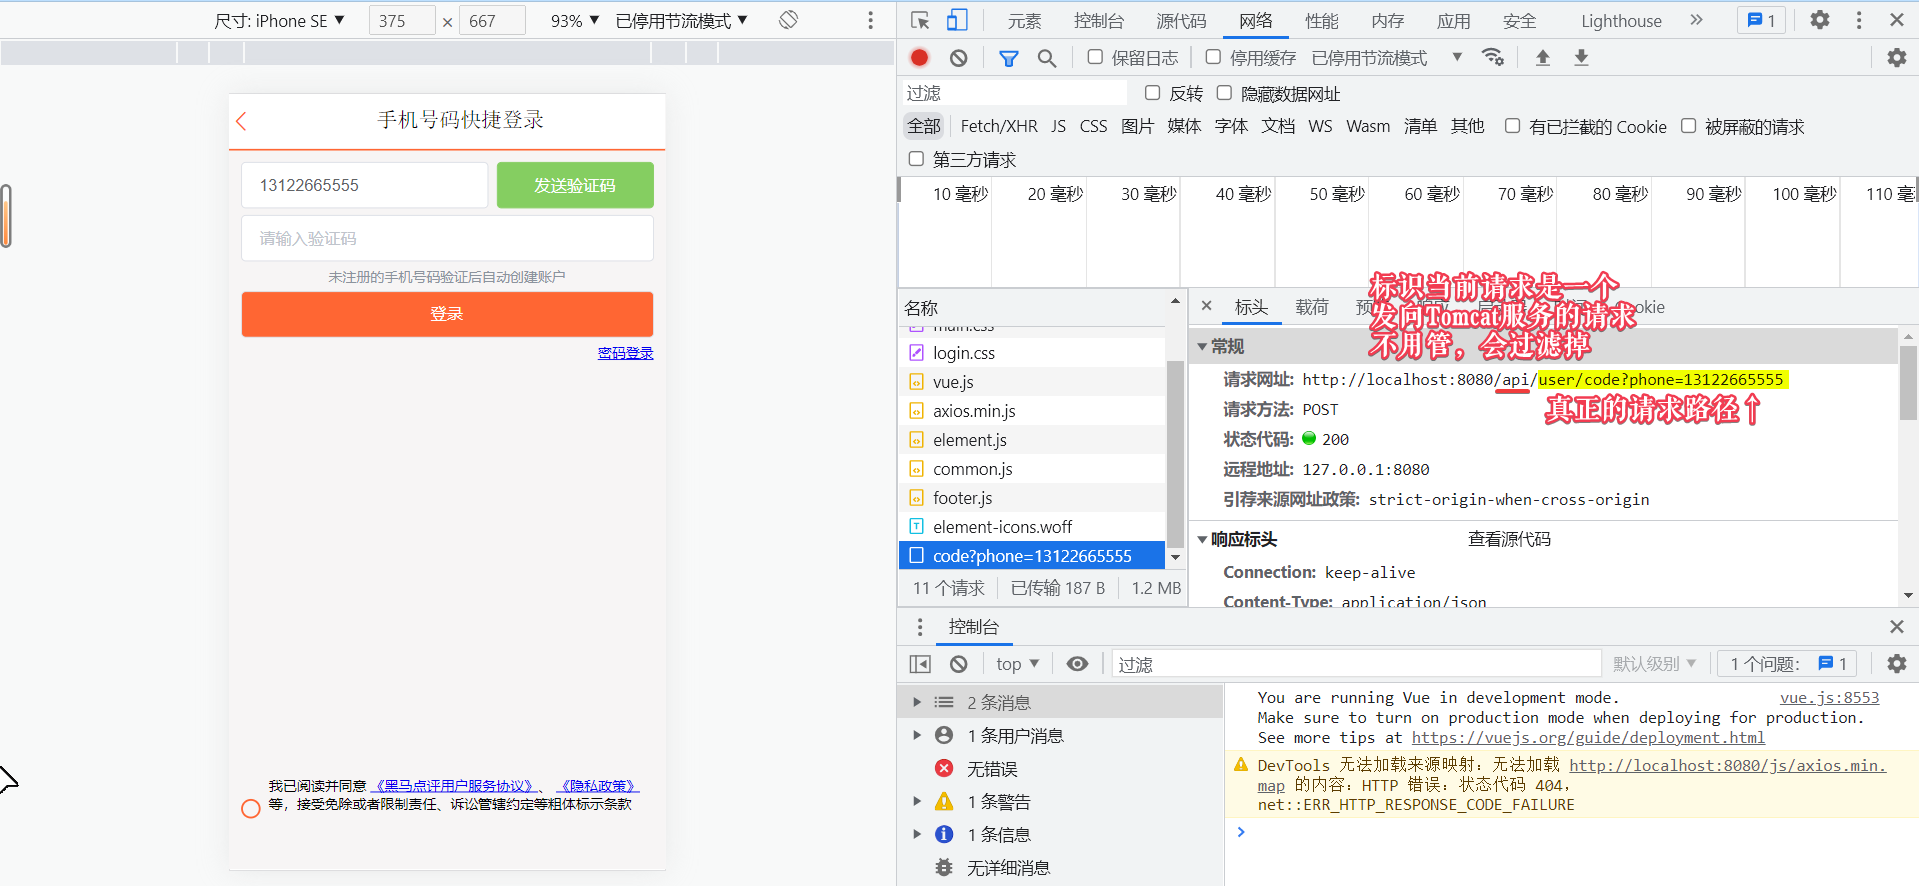 尺寸: iPhone SE ▼ 375 × 667 93% ▼ 已停用节流模式 ▼
手机号码快捷登录
13122665555 发送验证码
请输入验证码
未注册的手机号码验证后自动创建账户
登录
密码登录
我已阅读并同意 《黑马点评用户服务协议》、 《隐私政策》
等，接受免除或者限制责任、诉讼管辖约定等粗体标示条款
元素 控制台 源代码 网络 性能 内存 应用 安全 Lighthouse » 1
保留日志 停用缓存 已停用节流模式 ▼
过滤 反转 隐藏数据网址
全部 Fetch/XHR JS CSS 图片 媒体 字体 文档 WS Wasm 清单 其他 有已拦截的 Cookie 被屏蔽的请求
第三方请求
10 毫秒 20 毫秒 30 毫秒 40 毫秒 50 毫秒 60 毫秒 70 毫秒 80 毫秒 90 毫秒 100 毫秒 110 毫
名称
main.css
login.css
vue.js
axios.min.js
element.js
common.js
footer.js
element-icons.woff
code?phone=13122665555
11 个请求 已传输 187 B 1.2 MB
× 标头 载荷
标识当前请求是一个
发向Tomcat服务的请求
不用管，会过滤掉
常规
请求网址: http://localhost:8080/api/user/code?phone=13122665555
真正的请求路径↑
请求方法: POST
状态代码: 200
远程地址: 127.0.0.1:8080
引荐来源网址政策: strict-origin-when-cross-origin
响应标头 查看源代码
Connection: keep-alive
Content-Type: application/json
控制台
top ▼ 过滤 默认级别 ▼ 1 个问题: 1
2 条消息
1 条用户消息
无错误
1 条警告
1 条信息
无详细消息
You are running Vue in development mode. vue.js:8553
Make sure to turn on production mode when deploying for production.
See more tips at https://vuejs.org/guide/deployment.html
DevTools 无法加载来源映射：无法加载 http://localhost:8080/js/axios.min.
map 的内容：HTTP 错误：状态代码 404，
net::ERR_HTTP_RESPONSE_CODE_FAILURE